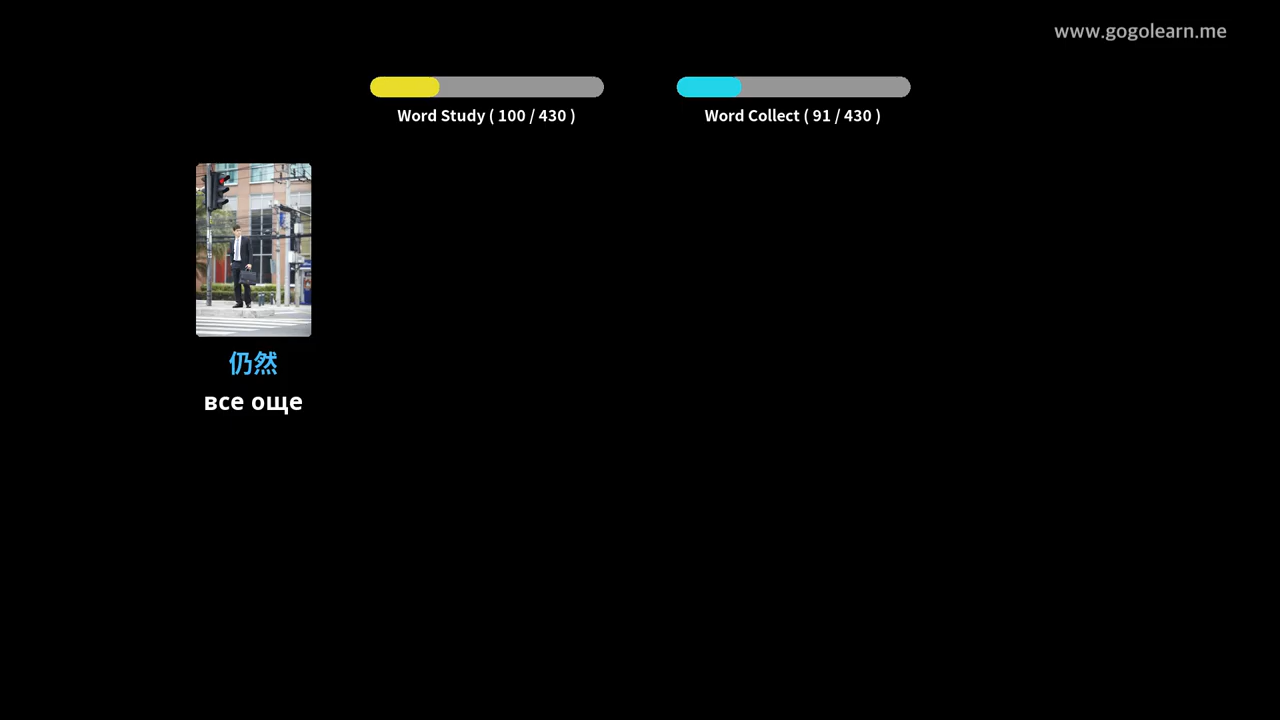 www.gogolearn.me
Word Study ( 100 / 430 )
Word Collect ( 91 / 430 )
仍然
все още